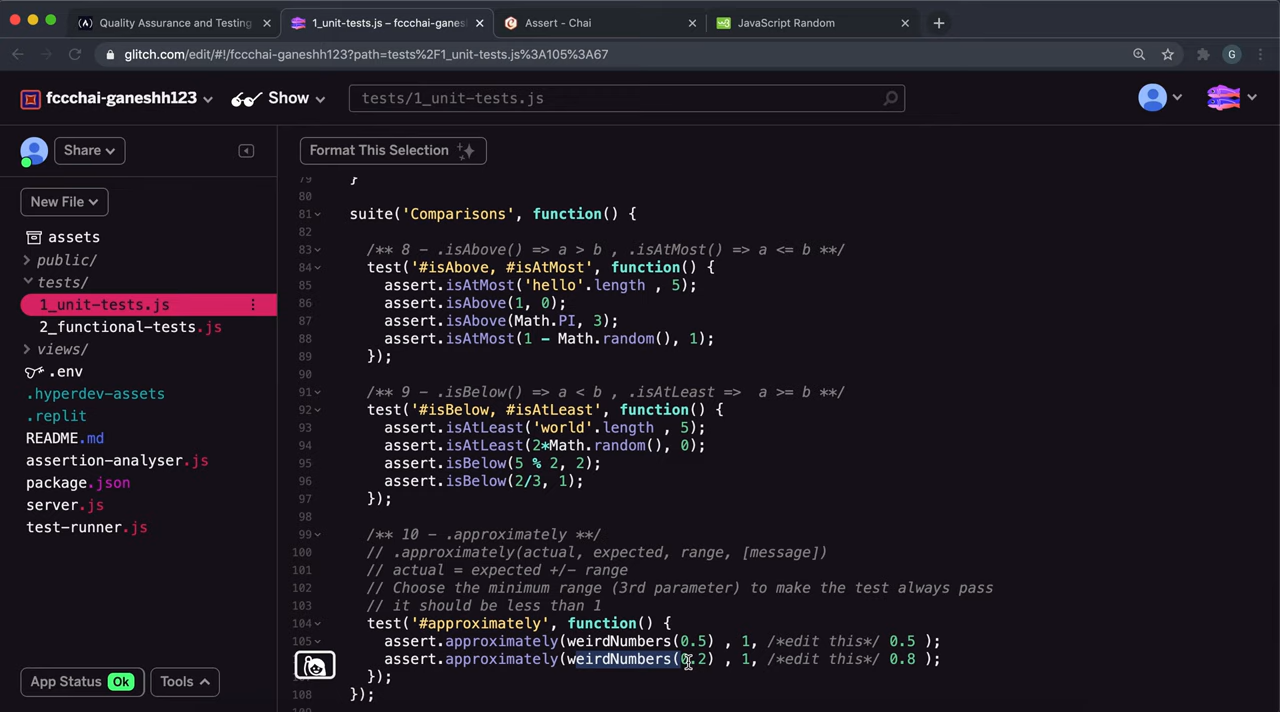 Quality Assurance and Testing
1_unit-tests.js – fccchai-ganeshh
Assert - Chai
JavaScript Random
glitch.com/edit/#!/fccchai-ganeshh123?path=tests%2F1_unit-tests.js%3A105%3A67
G
fccchai-ganeshh123
Show
tests/1_unit-tests.js
Share
Format This Selection
New File
assets
public/
tests/
1_unit-tests.js
2_functional-tests.js
views/
.env
.hyperdev-assets
.replit
README.md
assertion-analyser.js
package.json
server.js
test-runner.js
App Status Ok
Tools
79 }
80
81 suite('Comparisons', function() {
82
83 /** 8 - .isAbove() => a > b , .isAtMost() => a <= b **/
84 test('#isAbove, #isAtMost', function() {
85 assert.isAtMost('hello'.length , 5);
86 assert.isAbove(1, 0);
87 assert.isAbove(Math.PI, 3);
88 assert.isAtMost(1 - Math.random(), 1);
89 });
90
91 /** 9 - .isBelow() => a < b , .isAtLeast => a >= b **/
92 test('#isBelow, #isAtLeast', function() {
93 assert.isAtLeast('world'.length , 5);
94 assert.isAtLeast(2*Math.random(), 0);
95 assert.isBelow(5 % 2, 2);
96 assert.isBelow(2/3, 1);
97 });
98
99 /** 10 - .approximately **/
100 // .approximately(actual, expected, range, [message])
101 // actual = expected +/- range
102 // Choose the minimum range (3rd parameter) to make the test always pass
103 // it should be less than 1
104 test('#approximately', function() {
105 assert.approximately(weirdNumbers(0.5) , 1, /*edit this*/ 0.5 );
assert.approximately(weirdNumbers(0.2) , 1, /*edit this*/ 0.8 );
});
108 });